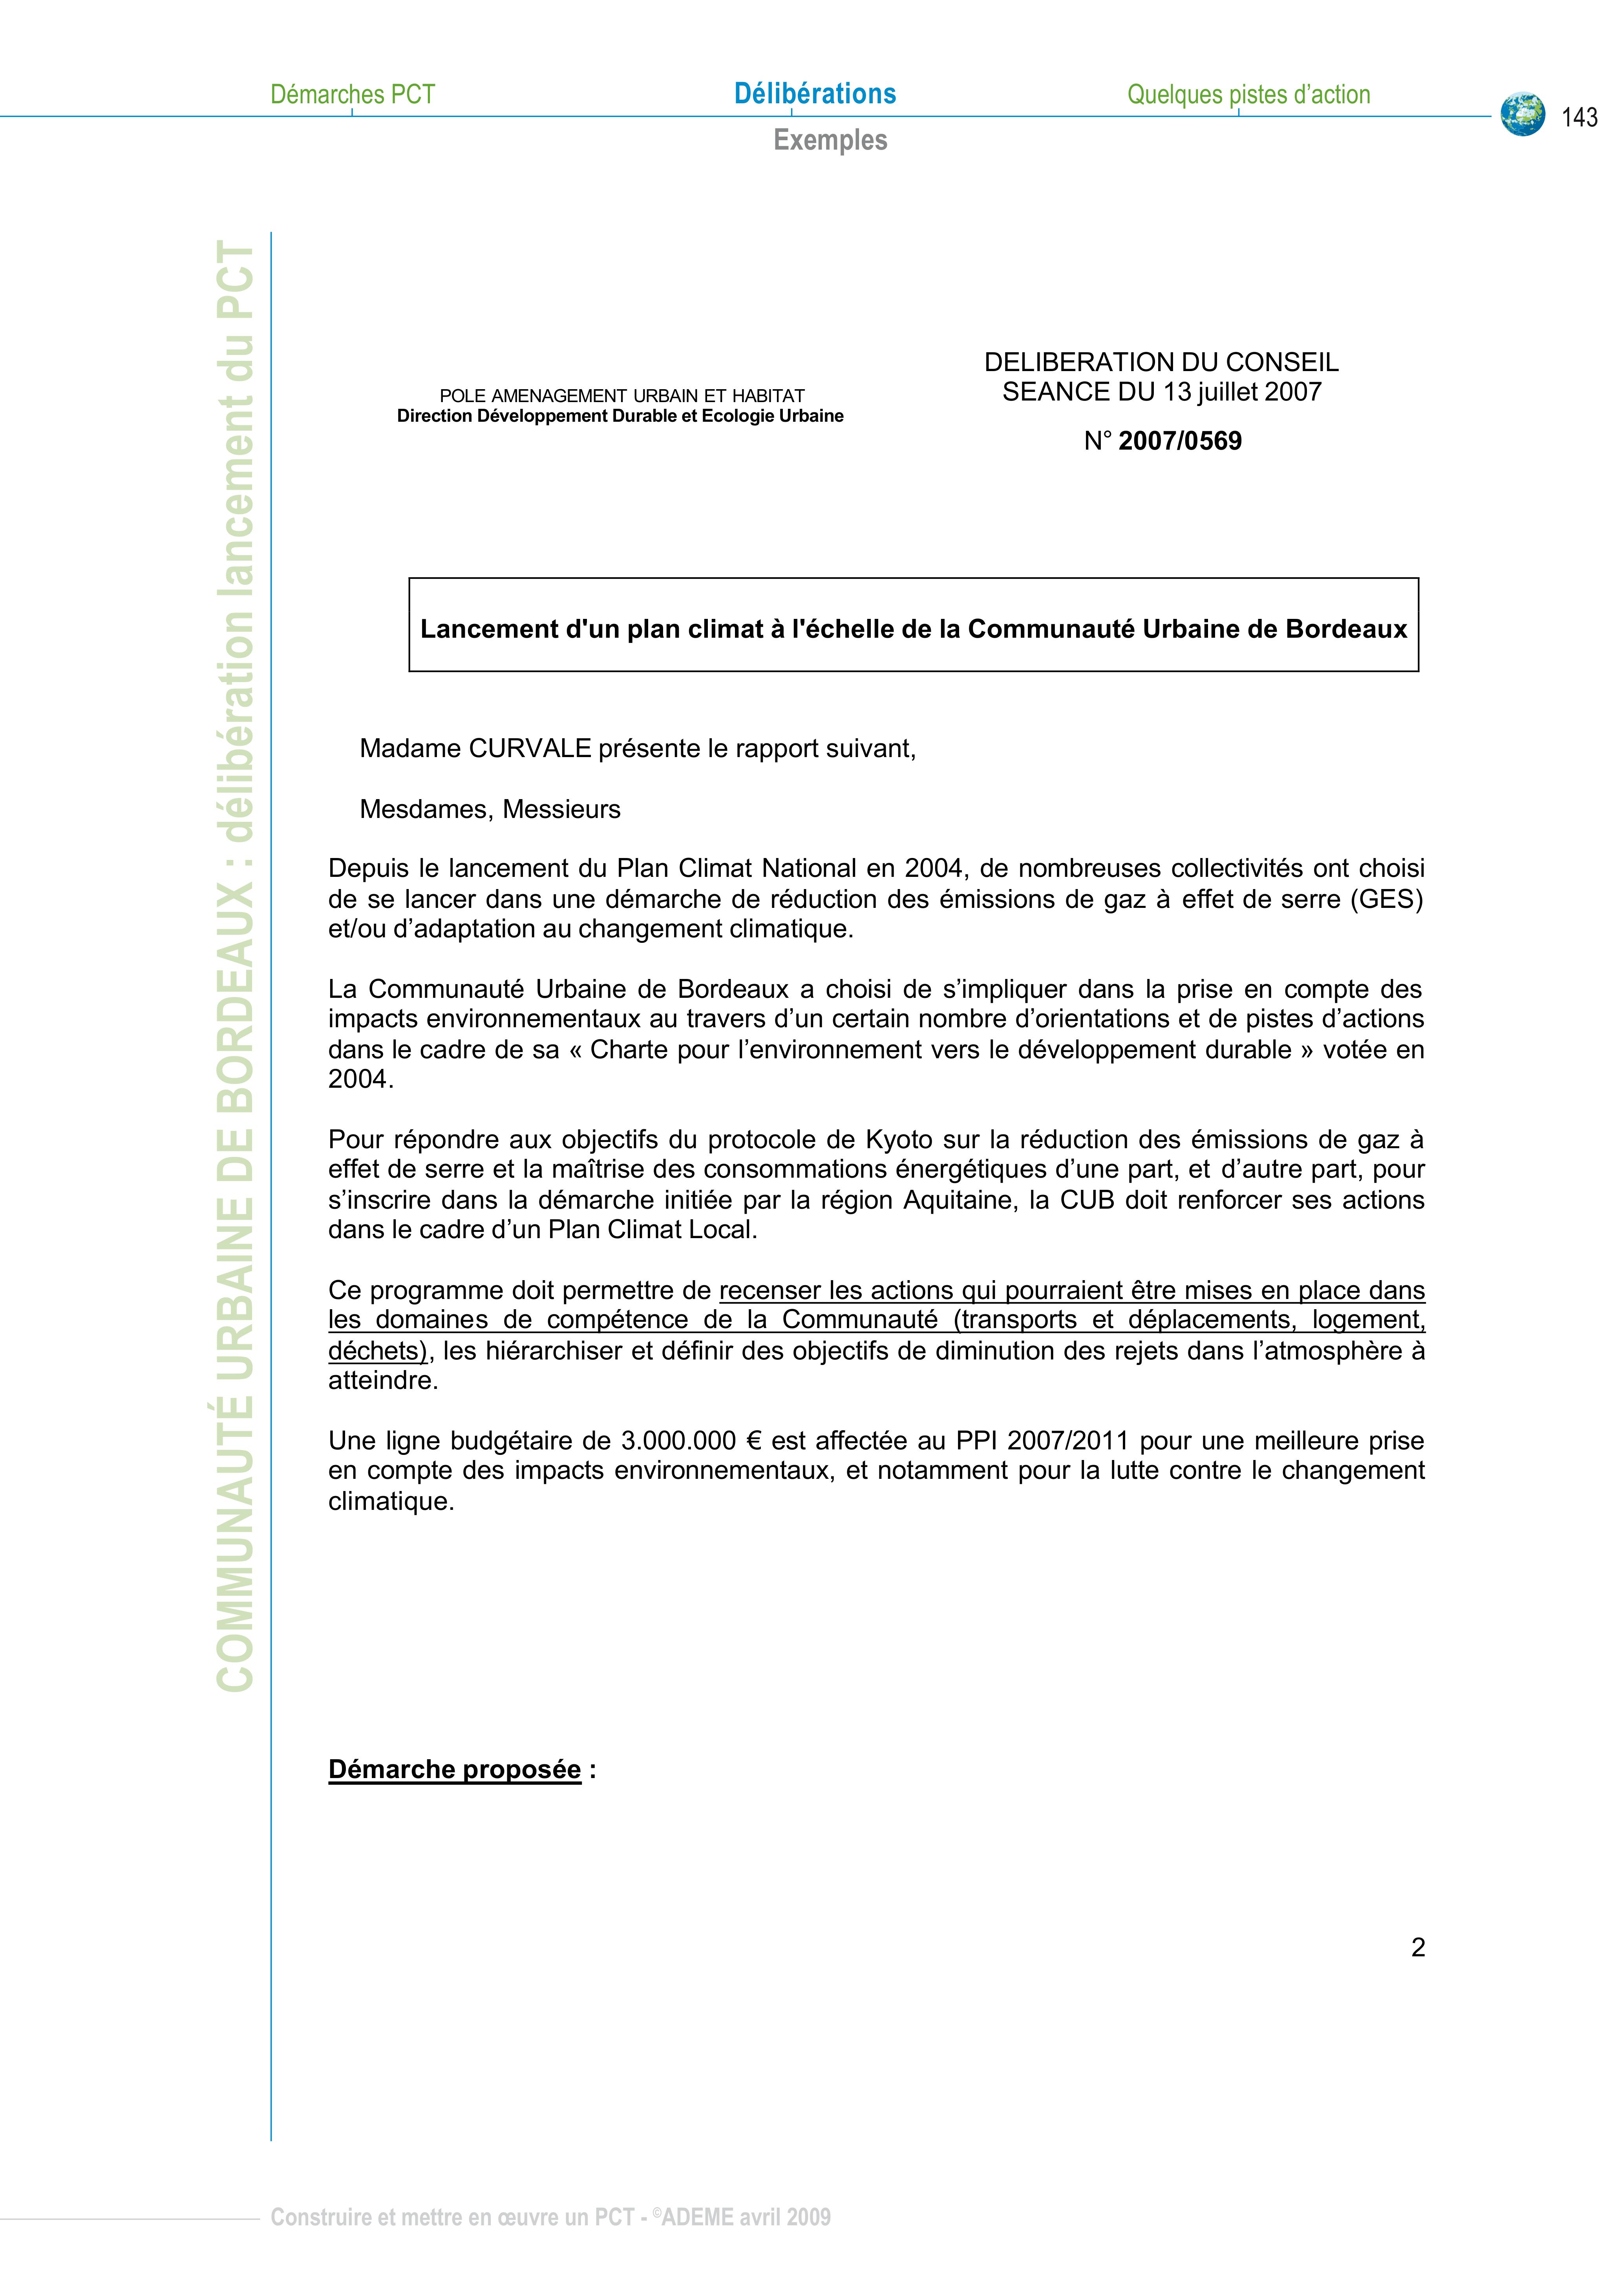 Démarches PCT
Délibérations
Quelques pistes d’action
143
Exemples
COMMUNAUTÉ URBAINE DE BORDEAUX : délibération lancement du PCT
POLE AMENAGEMENT URBAIN ET HABITAT
Direction Développement Durable et Ecologie Urbaine
DELIBERATION DU CONSEIL
SEANCE DU 13 juillet 2007
N° 2007/0569
Lancement d'un plan climat à l'échelle de la Communauté Urbaine de Bordeaux
Madame CURVALE présente le rapport suivant,
Mesdames, Messieurs
Depuis le lancement du Plan Climat National en 2004, de nombreuses collectivités ont choisi
de se lancer dans une démarche de réduction des émissions de gaz à effet de serre (GES)
et/ou d’adaptation au changement climatique.
La Communauté Urbaine de Bordeaux a choisi de s’impliquer dans la prise en compte des
impacts environnementaux au travers d’un certain nombre d’orientations et de pistes d’actions
dans le cadre de sa « Charte pour l’environnement vers le développement durable » votée en
2004.
Pour répondre aux objectifs du protocole de Kyoto sur la réduction des émissions de gaz à
effet de serre et la maîtrise des consommations énergétiques d’une part, et d’autre part, pour
s’inscrire dans la démarche initiée par la région Aquitaine, la CUB doit renforcer ses actions
dans le cadre d’un Plan Climat Local.
Ce programme doit permettre de recenser les actions qui pourraient être mises en place dans
les domaines de compétence de la Communauté (transports et déplacements, logement,
déchets), les hiérarchiser et définir des objectifs de diminution des rejets dans l’atmosphère à
atteindre.
Une ligne budgétaire de 3.000.000 € est affectée au PPI 2007/2011 pour une meilleure prise
en compte des impacts environnementaux, et notamment pour la lutte contre le changement
climatique.
Démarche proposée :
2
Construire et mettre en œuvre un PCT - ©ADEME avril 2009